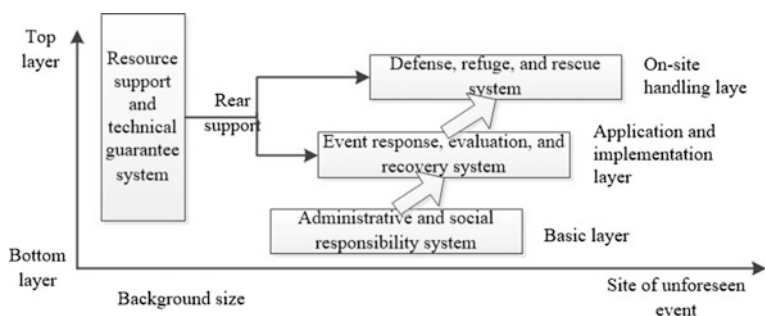 Top
layer
Resource
support
and
technical
guarantee
system
Rear
support
Defense, refuge, and rescue
system
On-site
handling laye
Event response, evaluation, and
recovery system
Application and
implementation
layer
Administrative and social
responsibility system
Basic layer
Bottom
layer
Background size
Site of unforeseen
event